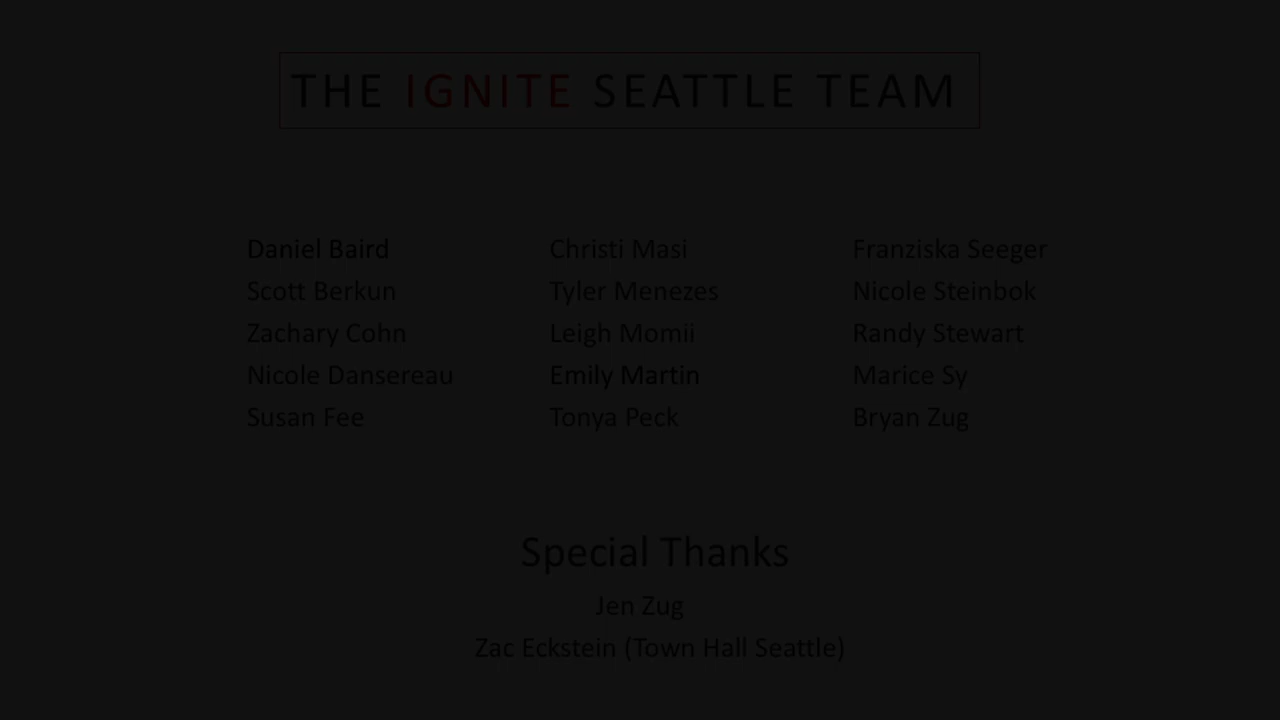 THE IGNITE SEATTLE TEAM
Daniel Baird
Scott Berkun
Zachary Cohn
Nicole Dansereau
Susan Fee
Christi Masi
Tyler Menezes
Leigh Momii
Emily Martin
Tonya Peck
Franziska Seeger
Nicole Steinbok
Randy Stewart
Marice Sy
Bryan Zug
Special Thanks
Jen Zug
Zac Eckstein (Town Hall Seattle)